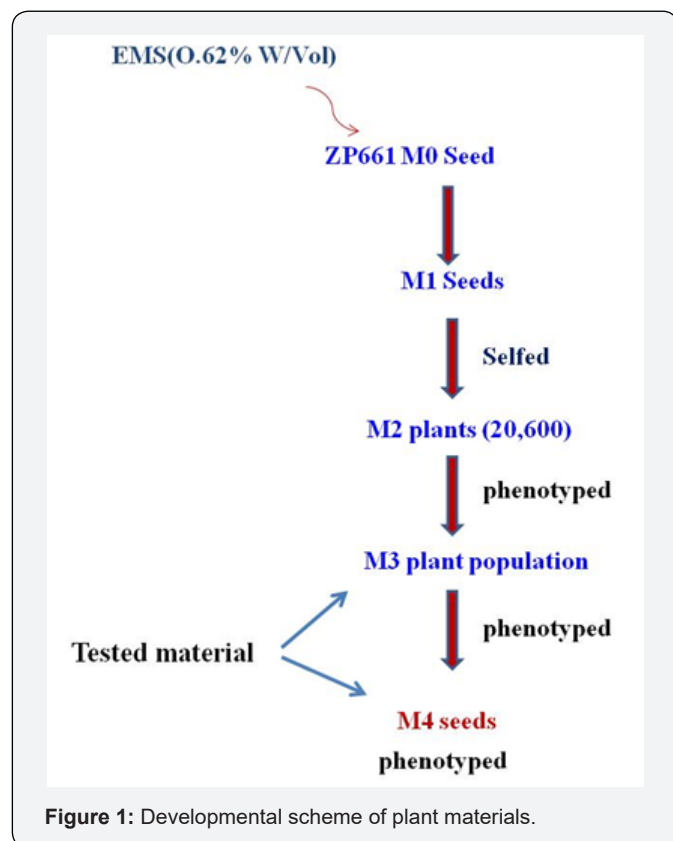 EMS(O.62% W/Vol)
ZP661 M0 Seed
M1 Seeds
Selfed
M2 plants (20,600)
phenotyped
M3 plant population
phenotyped
Tested material
M4 seeds
phenotyped
Figure 1: Developmental scheme of plant materials.